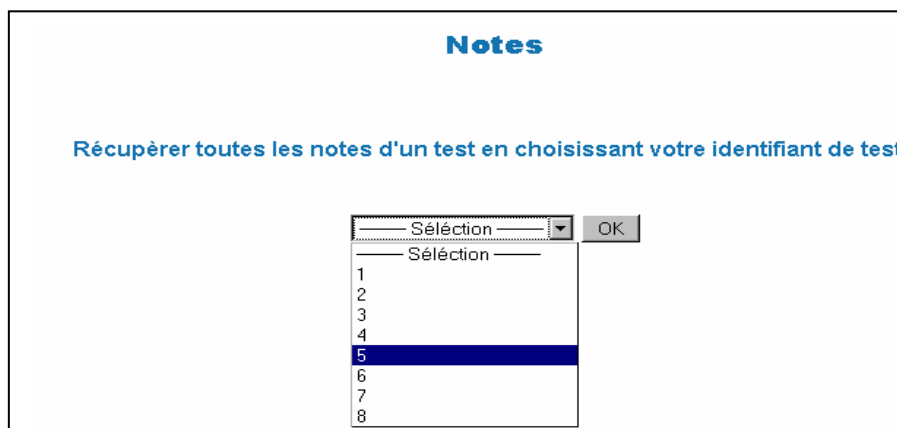 Notes
Récupèrer toutes les notes d'un test en choisissant votre identifiant de test
——— Séléction ——— OK
——— Séléction ———
1
2
3
4
5
6
7
8